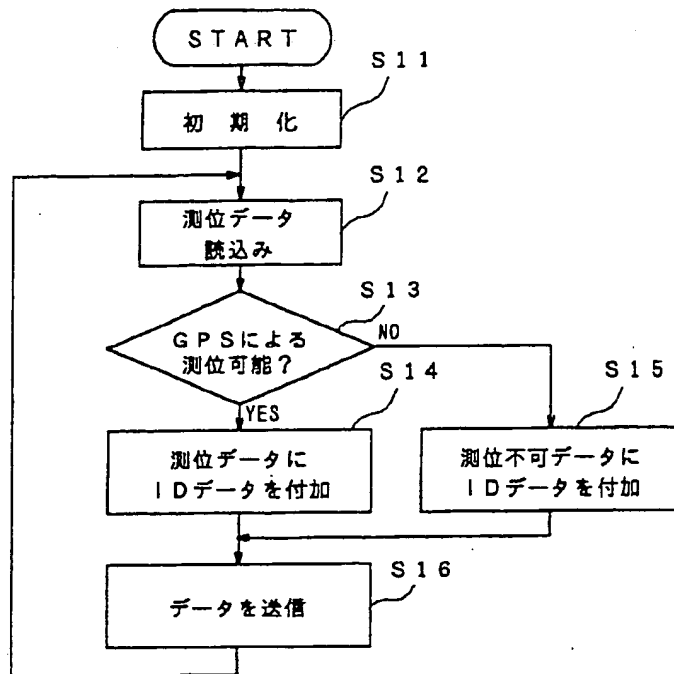 START
S11
初期化
S12
測位データ
読込み
S13
GPSによる
測位可能？
NO
YES
S14
測位データに
IDデータを付加
S15
測位不可データに
IDデータを付加
S16
データを送信